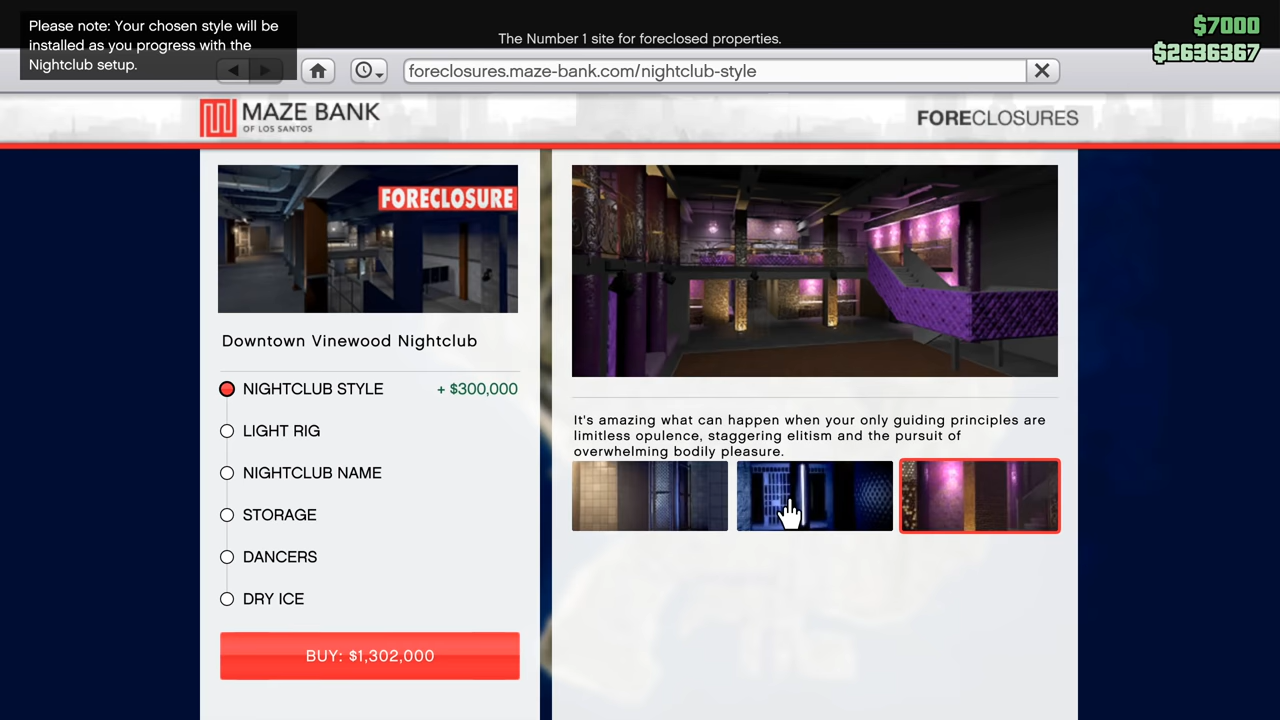 Please note: Your chosen style will be
installed as you progress with the
Nightclub setup.
The Number 1 site for foreclosed properties.
$7000
$2636367
foreclosures.maze-bank.com/nightclub-style
MAZE BANK
OF LOS SANTOS
FORECLOSURES
FORECLOSURE
Downtown Vinewood Nightclub
NIGHTCLUB STYLE + $300,000
LIGHT RIG
NIGHTCLUB NAME
STORAGE
DANCERS
DRY ICE
BUY: $1,302,000
It's amazing what can happen when your only guiding principles are
limitless opulence, staggering elitism and the pursuit of
overwhelming bodily pleasure.